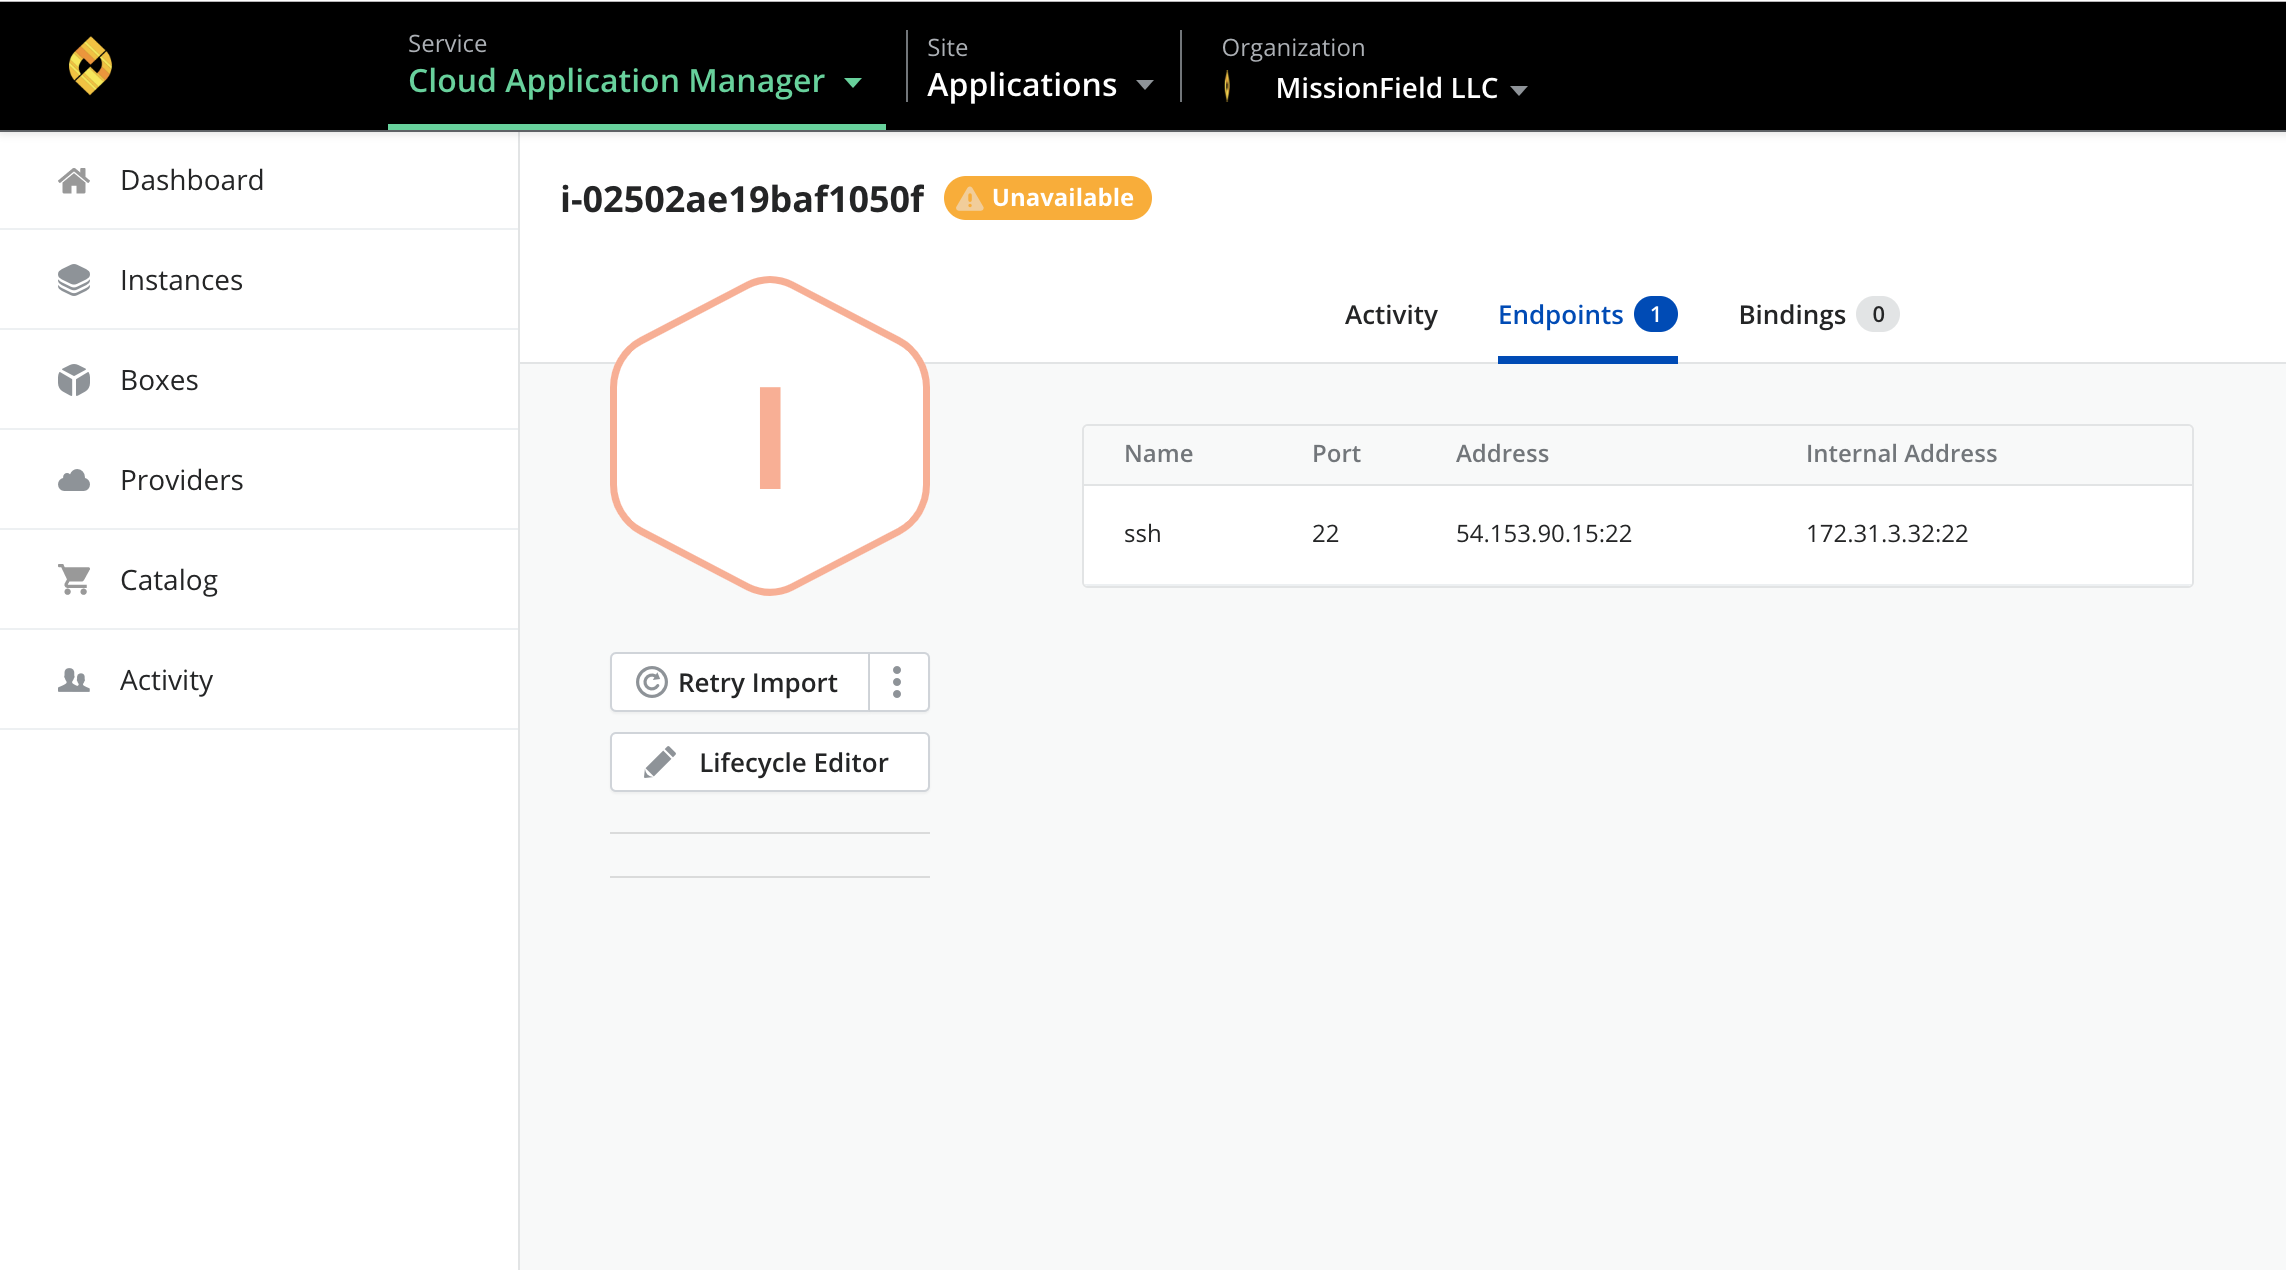 Service
Cloud Application Manager
Site
Applications
Organization
MissionField LLC
Dashboard
Instances
Boxes
Providers
Catalog
Activity
i-02502ae19baf1050f
Unavailable
Activity
Endpoints 1
Bindings 0
I
Name Port Address Internal Address
ssh 22 54.153.90.15:22 172.31.3.32:22
Retry Import
Lifecycle Editor